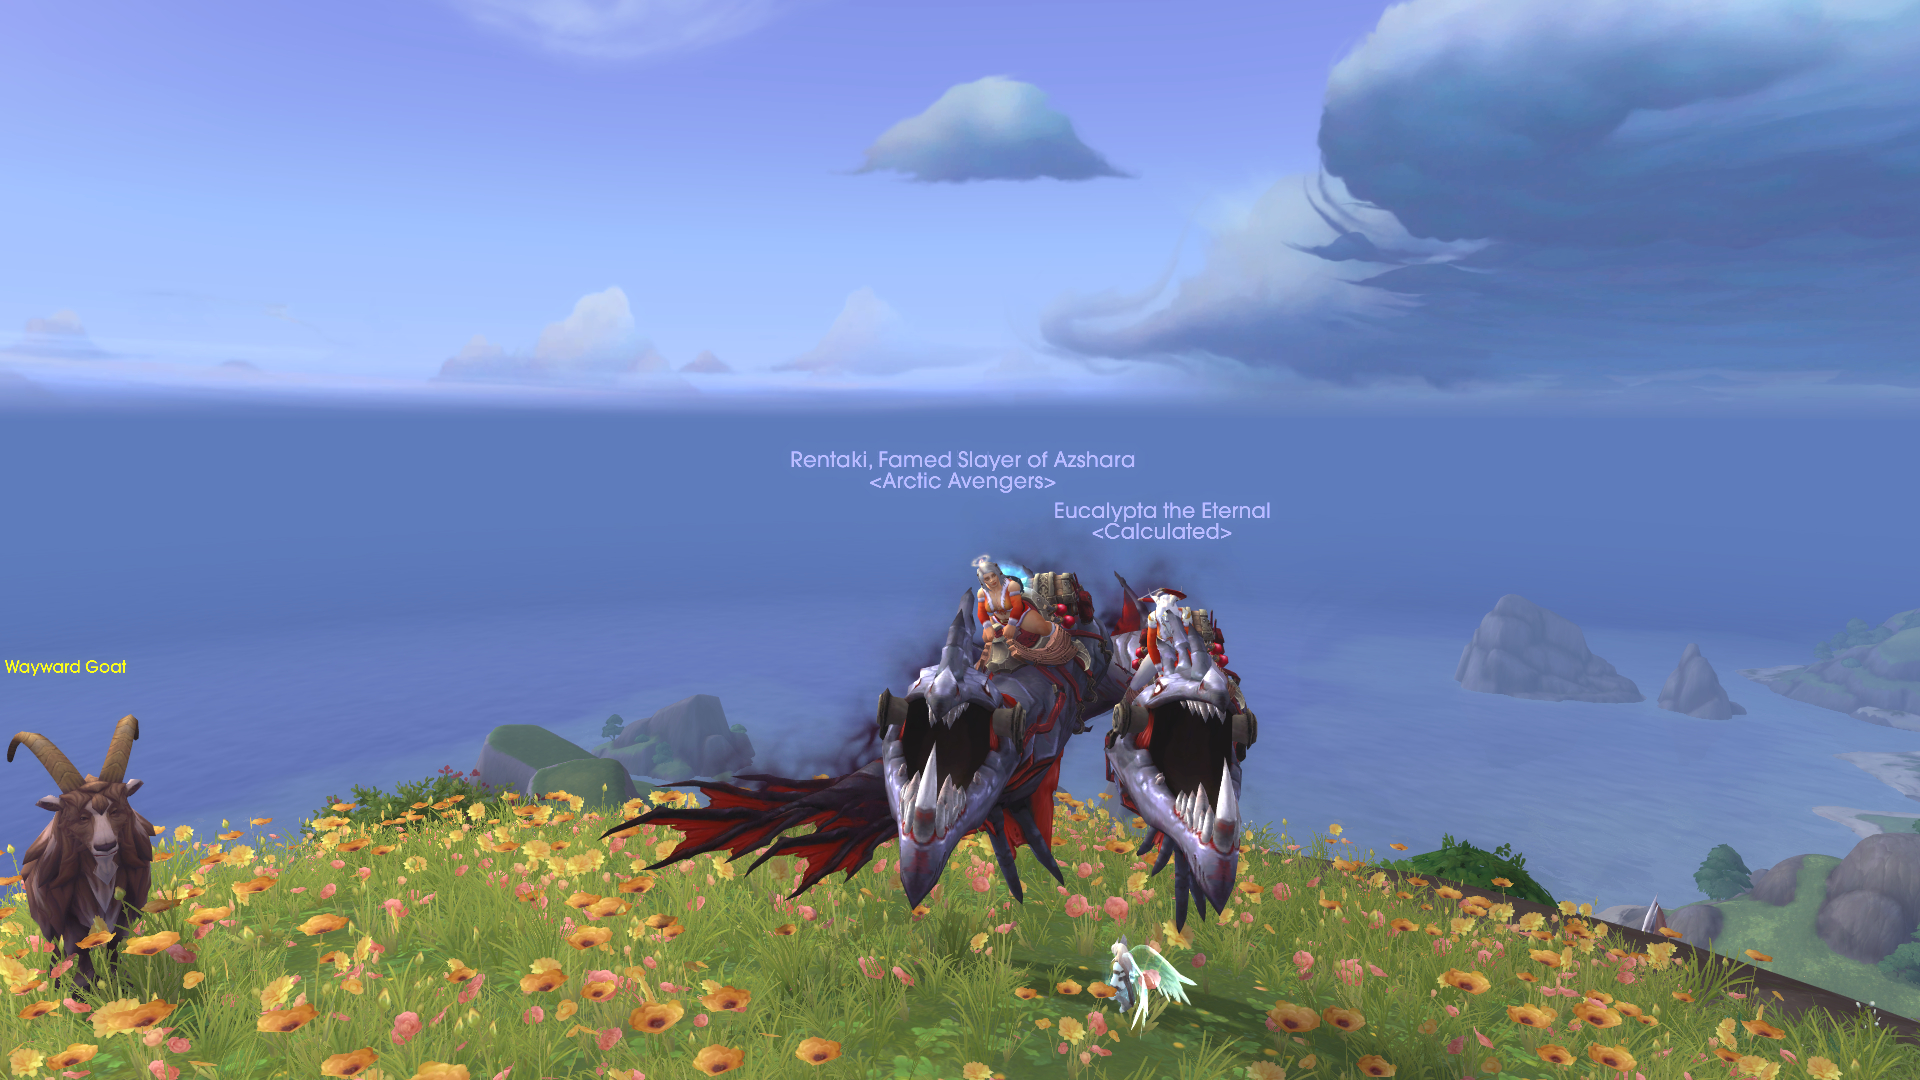 Rentaki, Famed Slayer of Azshara
<Arctic Avengers>
Eucalypta the Eternal
<Calculated>
Wayward Goat